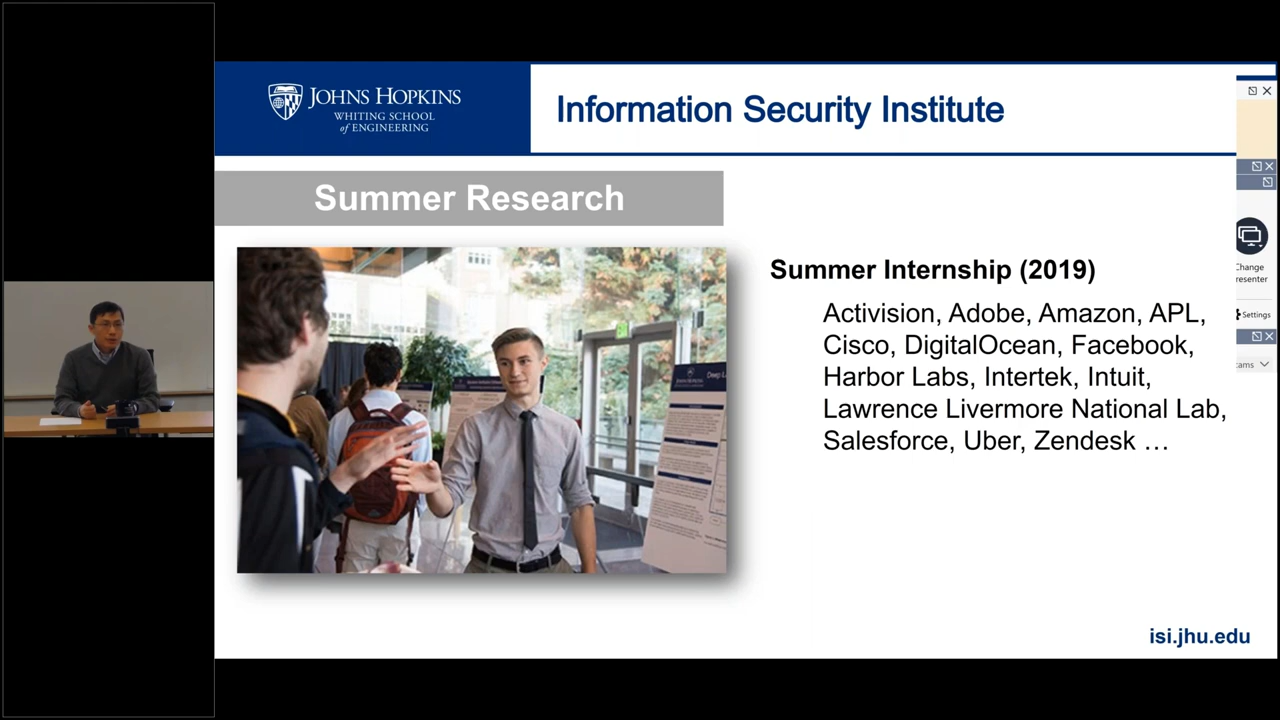 JOHNS HOPKINS
WHITING SCHOOL
of ENGINEERING
Information Security Institute
Summer Research
Summer Internship (2019)
Activision, Adobe, Amazon, APL,
Cisco, DigitalOcean, Facebook,
Harbor Labs, Intertek, Intuit,
Lawrence Livermore National Lab,
Salesforce, Uber, Zendesk …
isi.jhu.edu
Change
resenter
Settings
Deep L